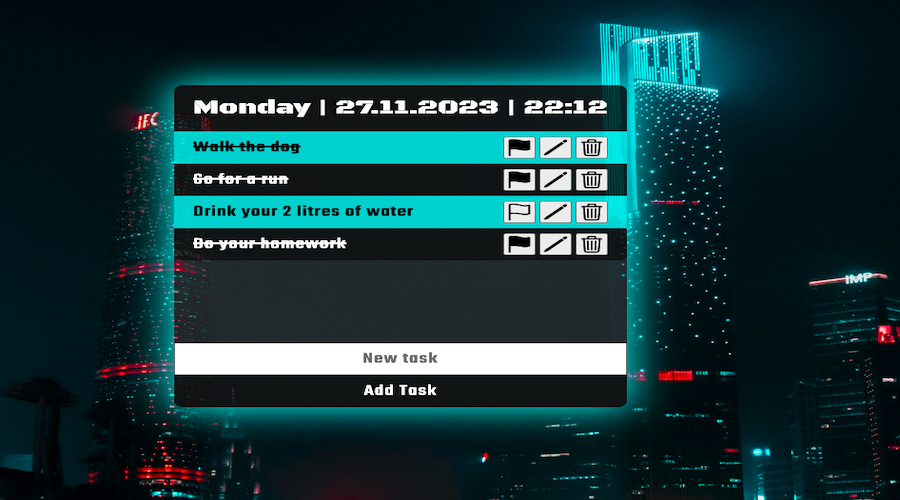 Monday | 27.11.2023 | 22:12
IFC
Walk the dog
Go for a run
Drink your 2 litres of water
Do your homework
IMP
New task
Add Task